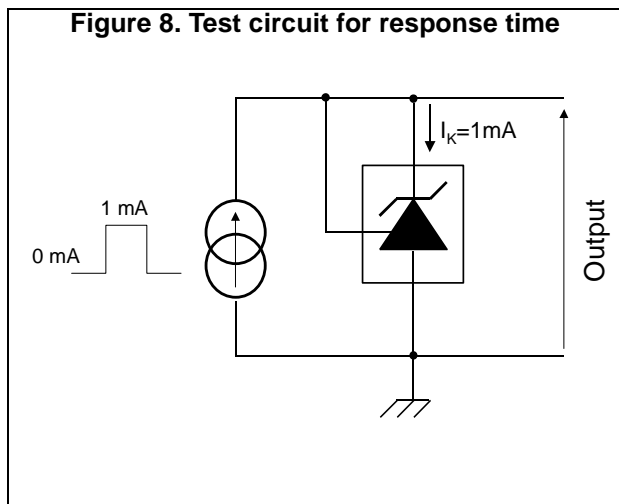 Figure 8. Test circuit for response time
I_K=1mA
1 mA
0 mA
Output